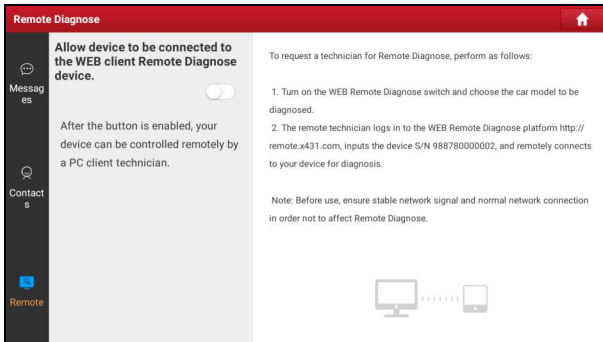 Remote Diagnose
Messag
es
Contact
s
Remote
Allow device to be connected to
the WEB client Remote Diagnose
device.
After the button is enabled, your
device can be controlled remotely by
a PC client technician.
To request a technician for Remote Diagnose, perform as follows:
1. Turn on the WEB Remote Diagnose switch and choose the car model to be
diagnosed.
2. The remote technician logs in to the WEB Remote Diagnose platform http://
remote.x431.com, inputs the device S/N 988780000002, and remotely connects
to your device for diagnosis.
Note: Before use, ensure stable network signal and normal network connection
in order not to affect Remote Diagnose.